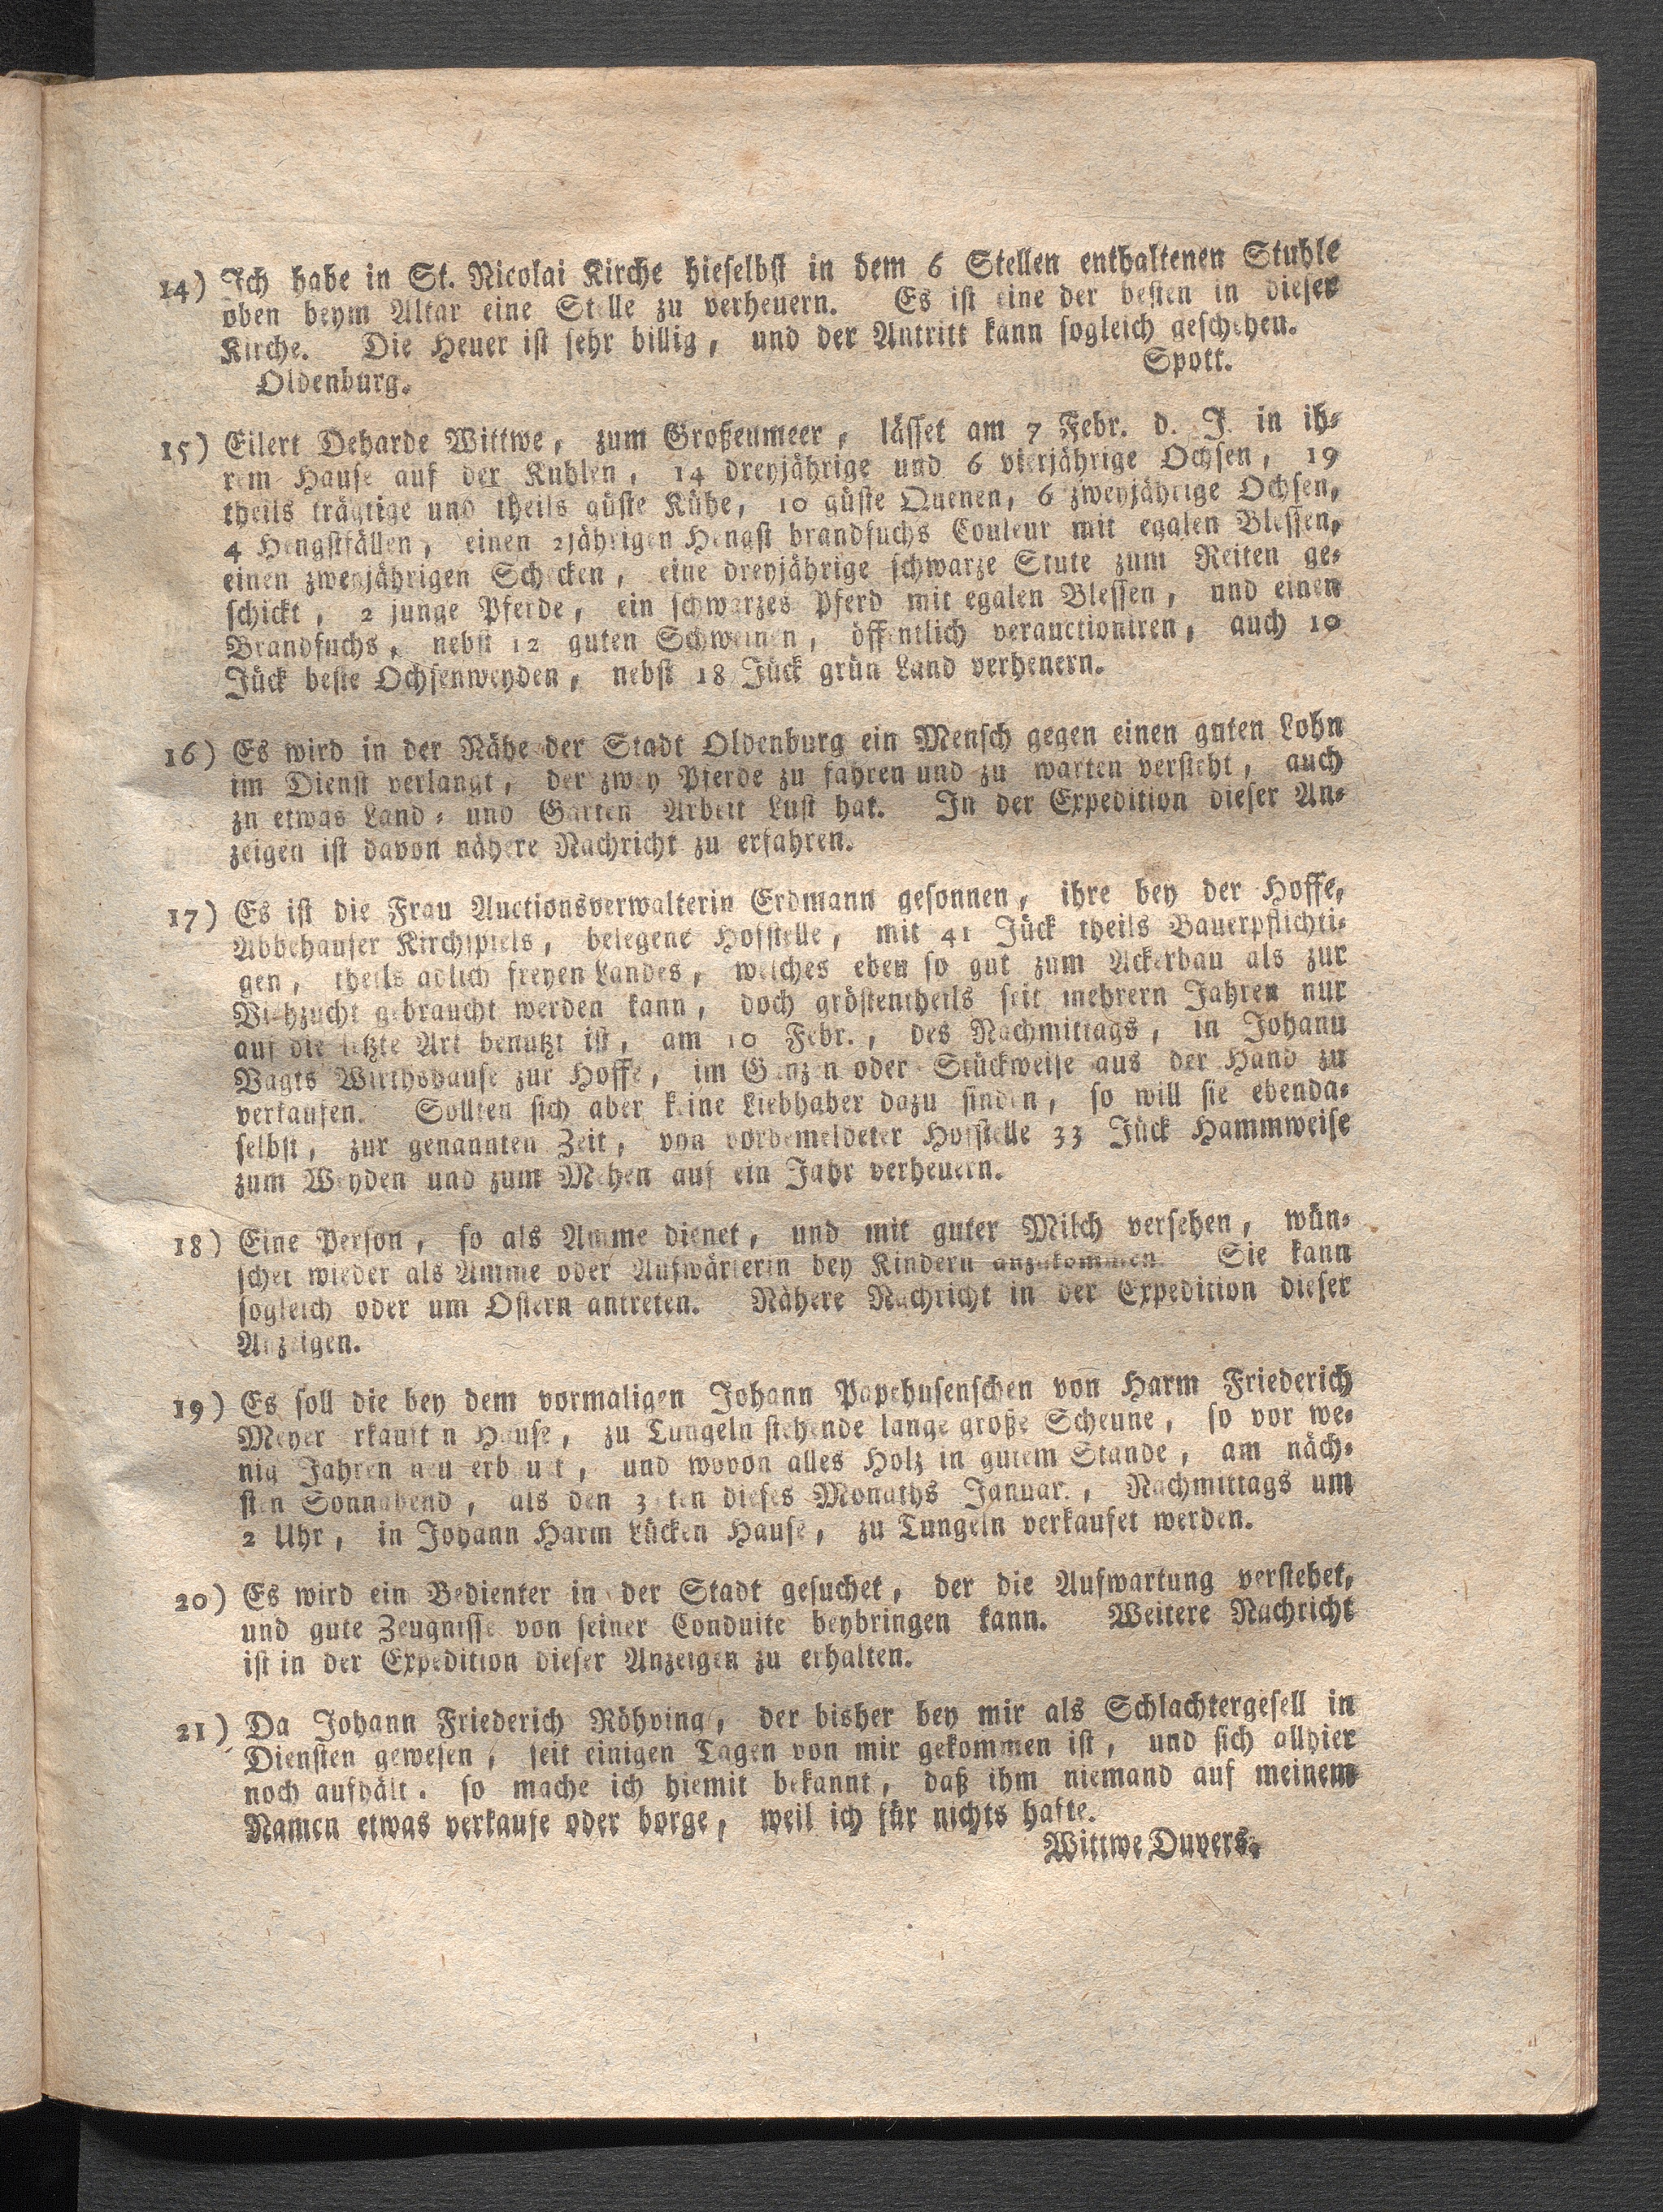 14) Ich habe in St. Nicolai Kirche hieselbst in dem 6 Stellen enthaltenen Stuhle
oben beym Altar eine Stelle zu verheuern. Es ist eine der besten in dieser
Kirche. Die Heuer ist sehr billig, und der Antritt kann sogleich geschehen.
Oldenburg. Spott.
15) Eilert Deharde Wittwe, zum Großenmeer, lässet am 7 Febr. d. J. in ih-
rem Hause auf der Kuhlen, 14 dreyjährige und 6 vierjährige Ochsen, 19
theils trägtige und theils güste Kühe, 10 güste Quenen, 6 zweyjährige Ochsen,
4 Hengstfällen, einen 2jährigen Hengst brandfuchs Couleur mit egalen Blessen,
einen zweyjährigen Schecken, eine dreyjährige schwarze Stute zum Reiten ge-
schickt, 2 junge Pferde, ein schwarzes Pferd mit egalen Blessen, und einen
Brandfuchs, nebst 12 guten Schweinen, öffentlich verauctioniren, auch 10
Jück beste Ochsenweyden, nebst 18 Jück grün Land verheuern.
16) Es wird in der Nähe der Stadt Oldenburg ein Mensch gegen einen guten Lohn
im Dienst verlangt, der zwey Pferde zu fahren und zu warten versteht, auch
zu etwas Land- und Garten Arbeit Lust hat. In der Expedition dieser An-
zeigen ist davon nähere Nachricht zu erfahren.
17) Es ist die Frau Auctionsverwalterin Erdmann gesonnen, ihre bey der Hoffe,
Abbehauser Kirchspiels, belegene Hofstelle, mit 41 Jück theils Bauerpflichti-
gen, theils adlich freyen Landes, welches eben so gut zum Ackerbau als zur
Viehzucht gebraucht werden kann, doch gröstentheils seit mehrern Jahren nur
auf die letzte Art benutzt ist, am 10 Febr., des Nachmittags, in Johann
Vagts Wirthshause zur Hoffe, im Ganzen oder Stückweise aus der Hand zu
verkaufen. Sollten sich aber keine Liebhaber dazu finden, so will sie ebenda-
selbst, zur genannten Zeit, von vorbemeldeter Hofstelle 33 Jück Hammweise
zum Weyden und zum Mehen auf ein Jahr verheuern.
18) Eine Person, so als Amme dienet, und mit guter Milch versehen, wün-
schet wieder als Amme oder Aufwärterin bey Kindern anzukommen. Sie kann
sogleich oder um Ostern antreten. Nähere Nachricht in der Expedition dieser
Anzeigen.
19) Es soll die bey dem vormaligen Johann Papehusenschen von Harm Friederich
Meyer erkauften Hause, zu Tungeln stehende lange große Scheune, so vor we-
nig Jahren neu erbauet, und wovon alles Holz in gutem Stande, am näch-
sten Sonnabend, als den dieses Monaths Januar., Nachmittags um
2 Uhr, in Johann Harm Lücken Hause, zu Tungeln verkaufet werden.
20) Es wird ein Bedienter in der Stadt gesuchet, der die Aufwartung verstehet,
und gute Zeugnisse von seiner Conduite beybringen kann. Weitere Nachricht
ist in der Expedition dieser Anzeigen zu erhalten.
21) Da Johann Friederich Röhving, der bisher bey mir als Schlachtergesell in
Diensten gewesen, seit einigen Tagen von mir gekommen ist, und sich allhier
noch aufhält. so mache ich hiemit bekannt, daß ihm niemand auf meinem
Namen etwas verkaufe oder borge, weil ich für nichts hafte.
Wittwe Duvers.